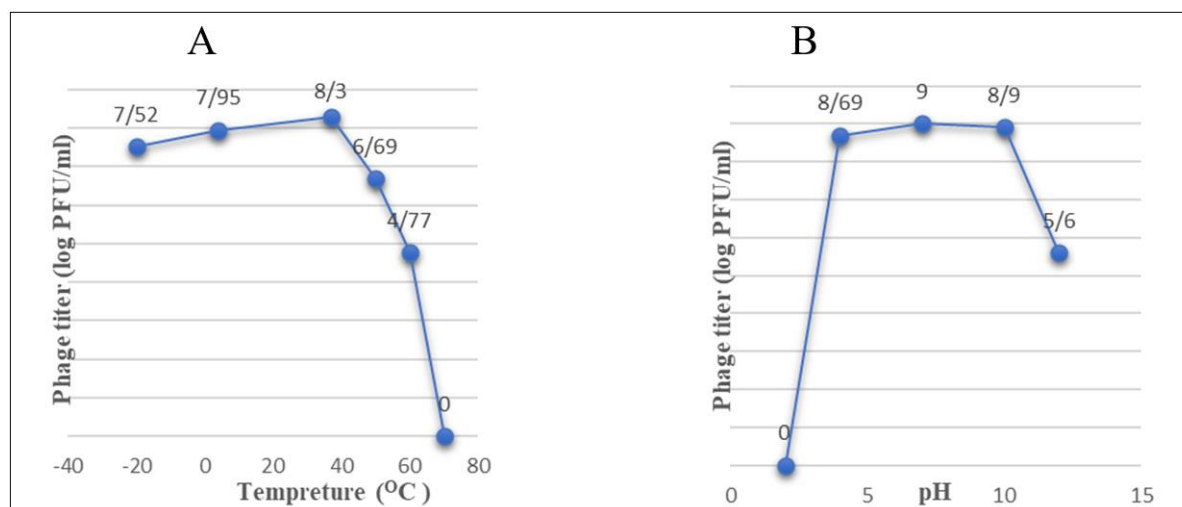 A
7/52
7/95
8/3
6/69
4/77
0
Phage titer (log PFU/ml)
-40 -20 0 20 40 60 80
Tempreture (OC )
B
8/69
9
8/9
5/6
0
Phage titer (log PFU/ml)
0 5 10 15
pH